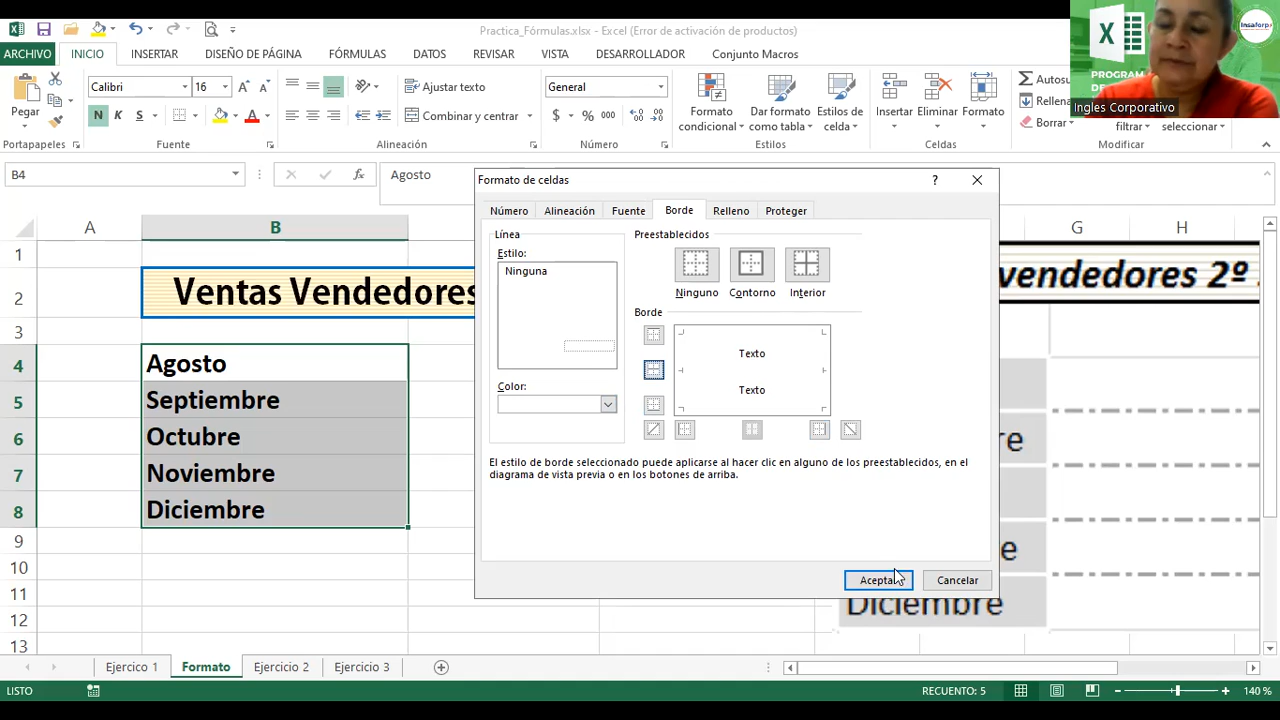 Practica_Fórmulas.xlsx - Excel (Error de activación de productos)
Insaforp
ARCHIVO INICIO INSERTAR DISEÑO DE PÁGINA FÓRMULAS DATOS REVISAR VISTA DESARROLLADOR Conjunto Macros
PROGRAM
DE
Ingles Corporativo
Pegar
Calibri 16
N K S
Ajustar texto
Combinar y centrar
General
$ % 000
Formato condicional
Dar formato como tabla
Estilos de celda
Insertar Eliminar Formato
Autosu
Rellena
Borrar
filtrar seleccionar
Portapapeles Fuente Alineación Número Estilos Celdas Modificar
B4 fx Agosto
A B G H
1
2 Ventas Vendedores
vendedores 2º
3
4 Agosto
5 Septiembre
6 Octubre
7 Noviembre
8 Diciembre
9
10
11
12
13
re
e
Diciembre
Formato de celdas ?
Número Alineación Fuente Borde Relleno Proteger
Línea
Estilo:
Ninguna
Color:
Preestablecidos
Ninguno Contorno Interior
Borde
Texto
Texto
El estilo de borde seleccionado puede aplicarse al hacer clic en alguno de los preestablecidos, en el
diagrama de vista previa o en los botones de arriba.
Aceptar Cancelar
Ejercico 1 Formato Ejercicio 2 Ejercicio 3
LISTO RECUENTO: 5 140 %